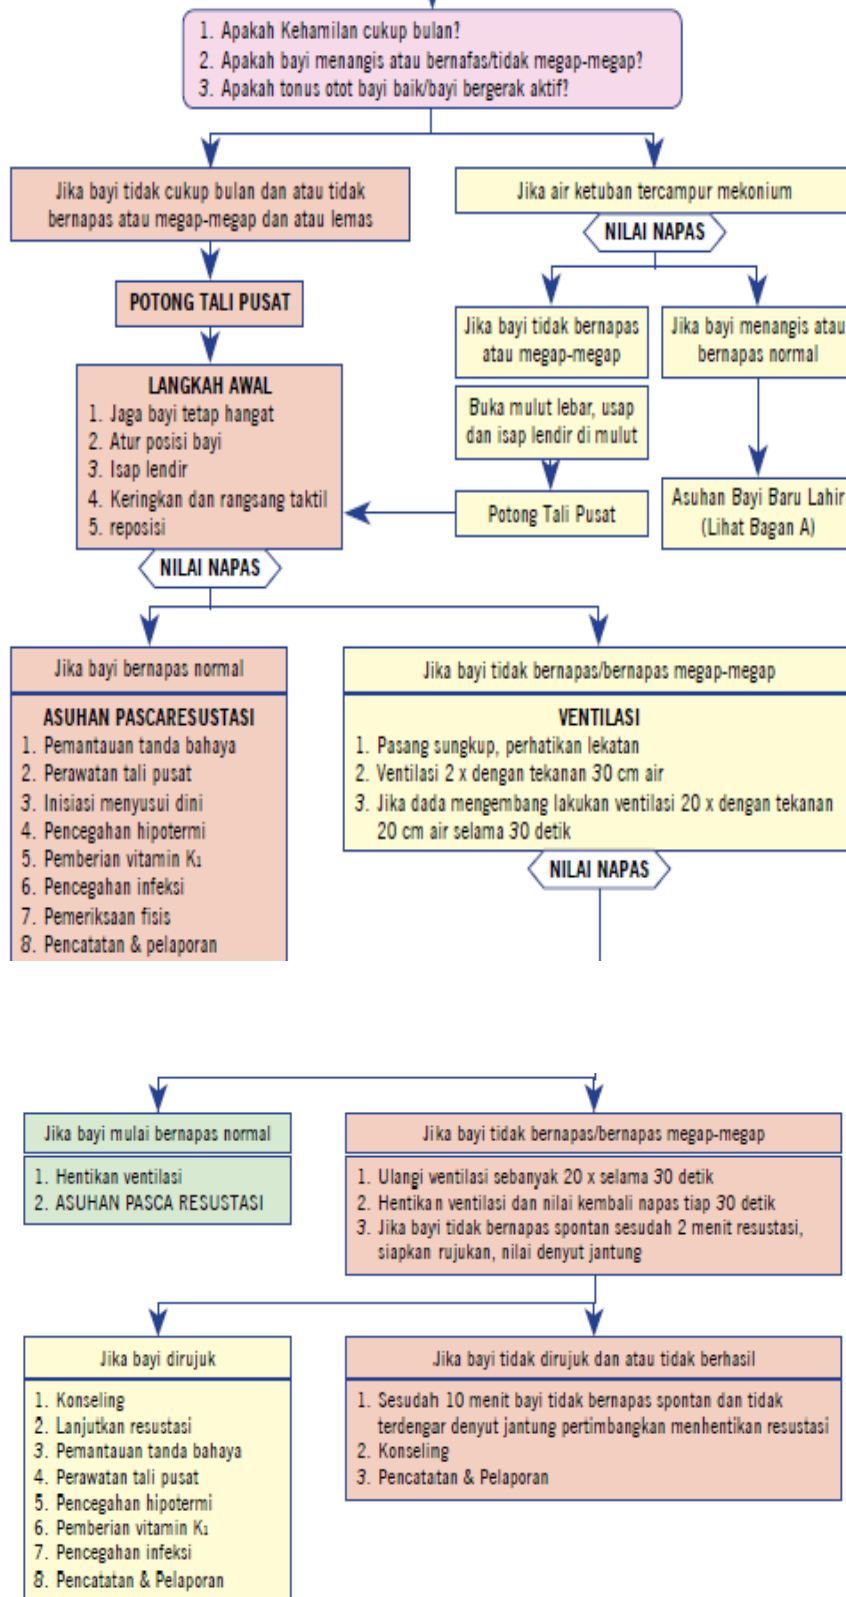 1. Apakah Kehamilan cukup bulan?
2. Apakah bayi menangis atau bernafas/tidak megap-megap?
3. Apakah tonus otot bayi baik/bayi bergerak aktif?
Jika bayi tidak cukup bulan dan atau tidak
bernapas atau megap-megap dan atau lemas
Jika air ketuban tercampur mekonium
NILAI NAPAS
POTONG TALI PUSAT
Jika bayi tidak bernapas
atau megap-megap
Jika bayi menangis atau
bernapas normal
LANGKAH AWAL
1. Jaga bayi tetap hangat
2. Atur posisi bayi
3. Isap lendir
4. Keringkan dan rangsang taktil
5. reposisi
Buka mulut lebar, usap
dan isap lendir di mulut
Potong Tali Pusat
Asuhan Bayi Baru Lahir
(Lihat Bagan A)
NILAI NAPAS
Jika bayi bernapas normal
ASUHAN PASCARESUSTASI
1. Pemantauan tanda bahaya
2. Perawatan tali pusat
3. Inisiasi menyusui dini
4. Pencegahan hipotermi
5. Pemberian vitamin K₁
6. Pencegahan infeksi
7. Pemeriksaan fisis
8. Pencatatan & pelaporan
Jika bayi tidak bernapas/bernapas megap-megap
VENTILASI
1. Pasang sungkup, perhatikan lekatan
2. Ventilasi 2 x dengan tekanan 30 cm air
3. Jika dada mengembang lakukan ventilasi 20 x dengan tekanan
20 cm air selama 30 detik
NILAI NAPAS
Jika bayi mulai bernapas normal
1. Hentikan ventilasi
2. ASUHAN PASCA RESUSTASI
Jika bayi tidak bernapas/bernapas megap-megap
1. Ulangi ventilasi sebanyak 20 x selama 30 detik
2. Hentikan ventilasi dan nilai kembali napas tiap 30 detik
3. Jika bayi tidak bernapas spontan sesudah 2 menit resustasi,
siapkan rujukan, nilai denyut jantung
Jika bayi dirujuk
1. Konseling
2. Lanjutkan resustasi
3. Pemantauan tanda bahaya
4. Perawatan tali pusat
5. Pencegahan hipotermi
6. Pemberian vitamin K₁
7. Pencegahan infeksi
8. Pencatatan & Pelaporan
Jika bayi tidak dirujuk dan atau tidak berhasil
1. Sesudah 10 menit bayi tidak bernapas spontan dan tidak
terdengar denyut jantung pertimbangkan menhentikan resustasi
2. Konseling
3. Pencatatan & Pelaporan